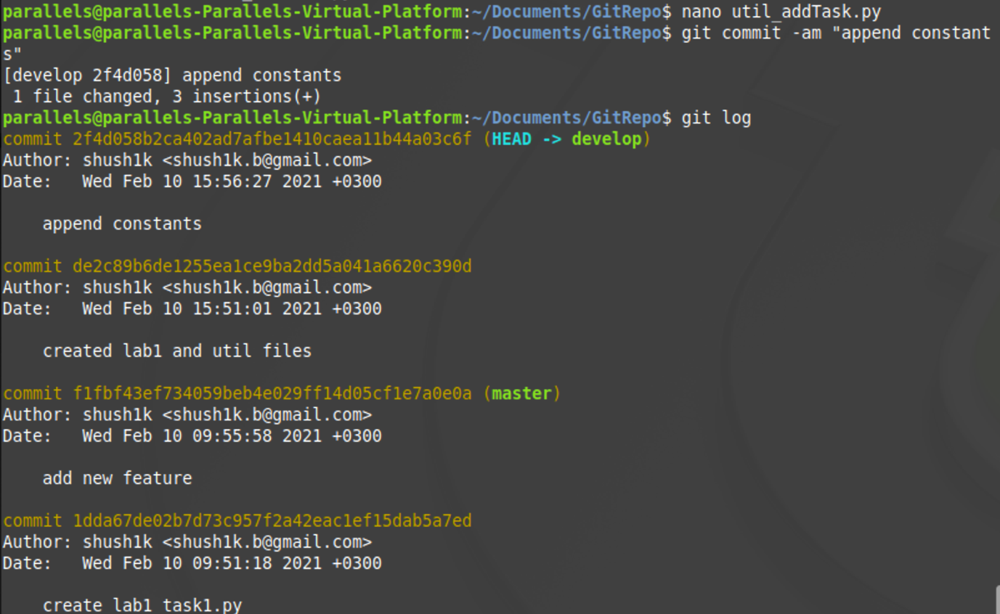 parallels@parallels-Parallels-Virtual-Platform:~/Documents/GitRepo$ nano util_addTask.py
parallels@parallels-Parallels-Virtual-Platform:~/Documents/GitRepo$ git commit -am "append constant
s"
[develop 2f4d058] append constants
 1 file changed, 3 insertions(+)
parallels@parallels-Parallels-Virtual-Platform:~/Documents/GitRepo$ git log
commit 2f4d058b2ca402ad7afbe1410caea11b44a03c6f (HEAD -> develop)
Author: shush1k <shush1k.b@gmail.com>
Date:   Wed Feb 10 15:56:27 2021 +0300

    append constants

commit de2c89b6de1255ea1ce9ba2dd5a041a6620c390d
Author: shush1k <shush1k.b@gmail.com>
Date:   Wed Feb 10 15:51:01 2021 +0300

    created lab1 and util files

commit f1fbf43ef734059beb4e029ff14d05cf1e7a0e0a (master)
Author: shush1k <shush1k.b@gmail.com>
Date:   Wed Feb 10 09:55:58 2021 +0300

    add new feature

commit 1dda67de02b7d73c957f2a42eac1ef15dab5a7ed
Author: shush1k <shush1k.b@gmail.com>
Date:   Wed Feb 10 09:51:18 2021 +0300

    create lab1 task1.py